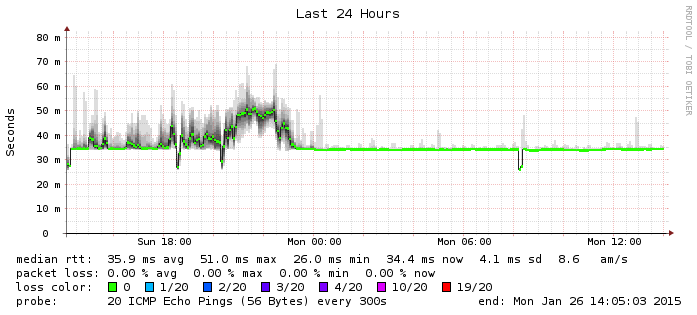 Last 24 Hours
RRDTOOL / TOBI OETIKER
Seconds
80 m
70 m
60 m
50 m
40 m
30 m
20 m
10 m
0
Sun 18:00 Mon 00:00 Mon 06:00 Mon 12:00
median rtt: 35.9 ms avg 51.0 ms max 26.0 ms min 34.4 ms now 4.1 ms sd 8.6 am/s
packet loss: 0.00 % avg 0.00 % max 0.00 % min 0.00 % now
loss color: 0 1/20 2/20 3/20 4/20 10/20 19/20
probe: 20 ICMP Echo Pings (56 Bytes) every 300s end: Mon Jan 26 14:05:03 2015